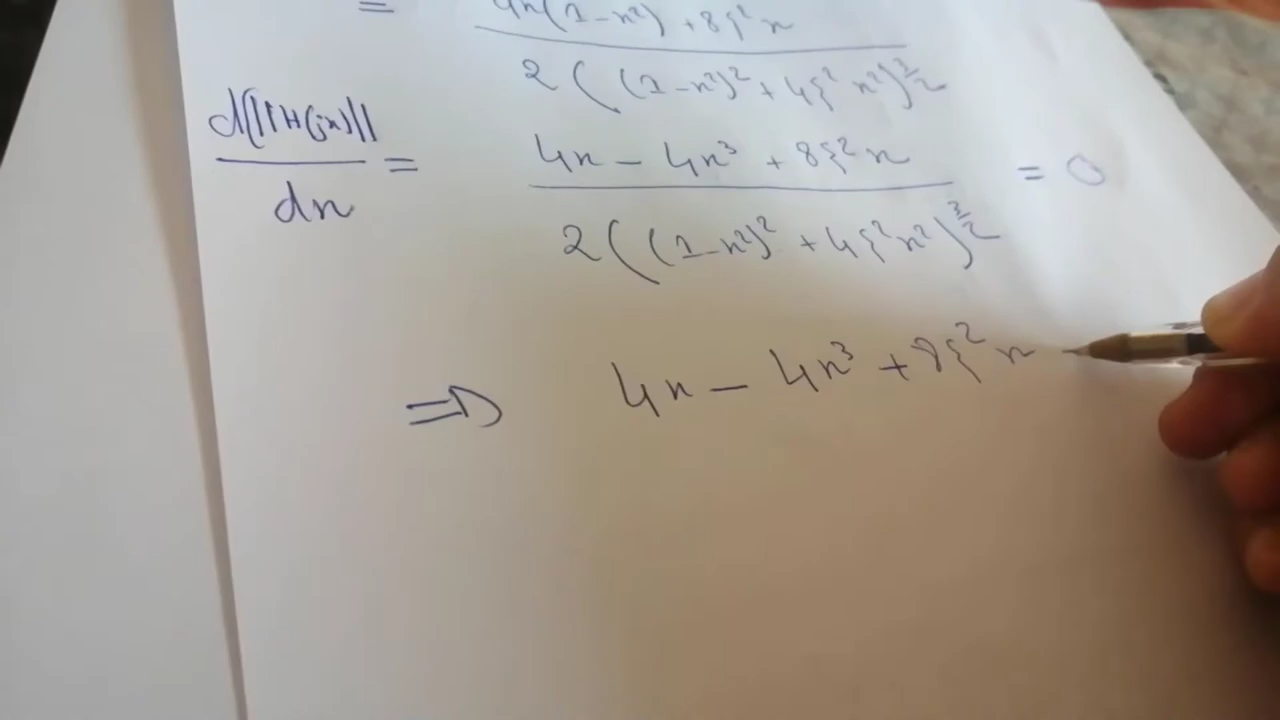 = 4n(1-n²) + 8ξ²n / 2((1-n²)² + 4ξ²n²)^(3/2)
d(||H(jn)|| / dn = 4n - 4n³ + 8ξ²n / 2((1-n²)² + 4ξ²n²)^(3/2) = 0
⇒ 4n - 4n³ + 8ξ²n